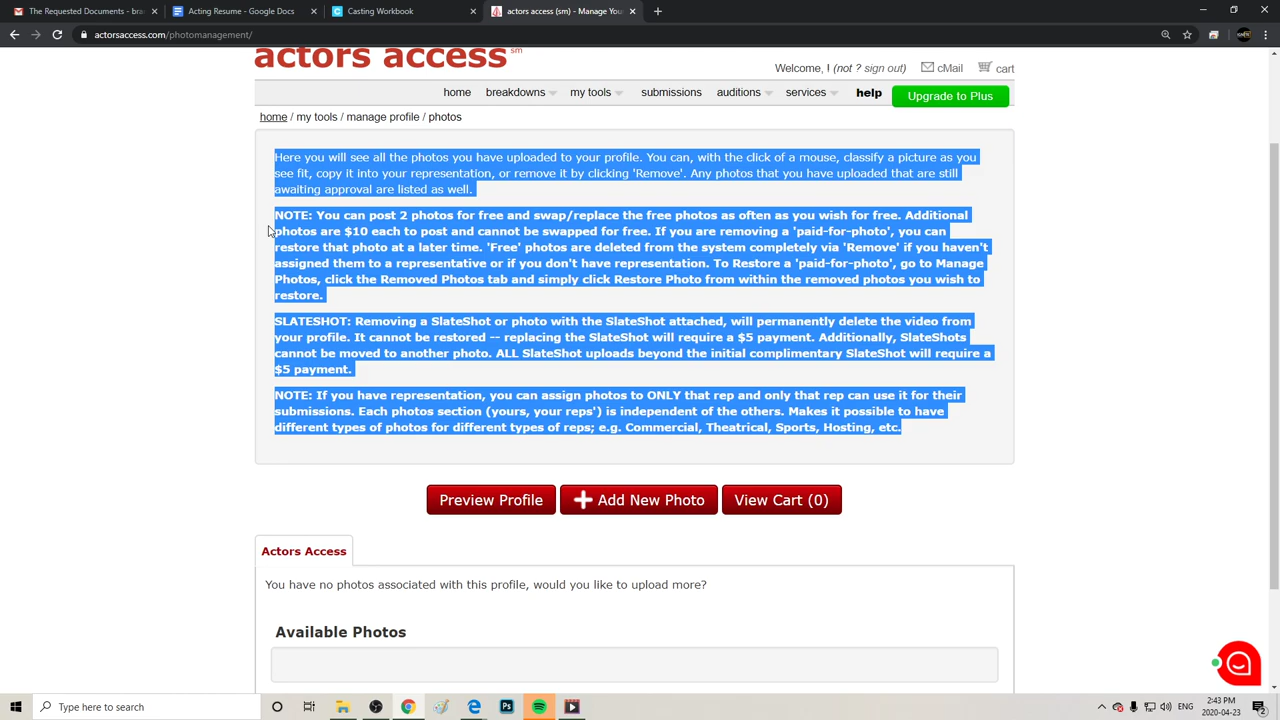 The Requested Documents - bra
Acting Resume - Google Docs
Casting Workbook
actors access (sm) - Manage You
actorsaccess.com/photomanagement/
actors access℠
Welcome, ! (not ? sign out) cMail cart
home breakdowns my tools submissions auditions services help Upgrade to Plus
home / my tools / manage profile / photos
Here you will see all the photos you have uploaded to your profile. You can, with the click of a mouse, classify a picture as you
see fit, copy it into your representation, or remove it by clicking 'Remove'. Any photos that you have uploaded that are still
awaiting approval are listed as well.
NOTE: You can post 2 photos for free and swap/replace the free photos as often as you wish for free. Additional
photos are $10 each to post and cannot be swapped for free. If you are removing a 'paid-for-photo', you can
restore that photo at a later time. 'Free' photos are deleted from the system completely via 'Remove' if you haven't
assigned them to a representative or if you don't have representation. To Restore a 'paid-for-photo', go to Manage
Photos, click the Removed Photos tab and simply click Restore Photo from within the removed photos you wish to
restore.
SLATESHOT: Removing a SlateShot or photo with the SlateShot attached, will permanently delete the video from
your profile. It cannot be restored -- replacing the SlateShot will require a $5 payment. Additionally, SlateShots
cannot be moved to another photo. ALL SlateShot uploads beyond the initial complimentary SlateShot will require a
$5 payment.
NOTE: If you have representation, you can assign photos to ONLY that rep and only that rep can use it for their
submissions. Each photos section (yours, your reps') is independent of the others. Makes it possible to have
different types of photos for different types of reps; e.g. Commercial, Theatrical, Sports, Hosting, etc.
Preview Profile Add New Photo View Cart (0)
Actors Access
You have no photos associated with this profile, would you like to upload more?
Available Photos
Type here to search
ENG
2:43 PM
2020-04-23
2